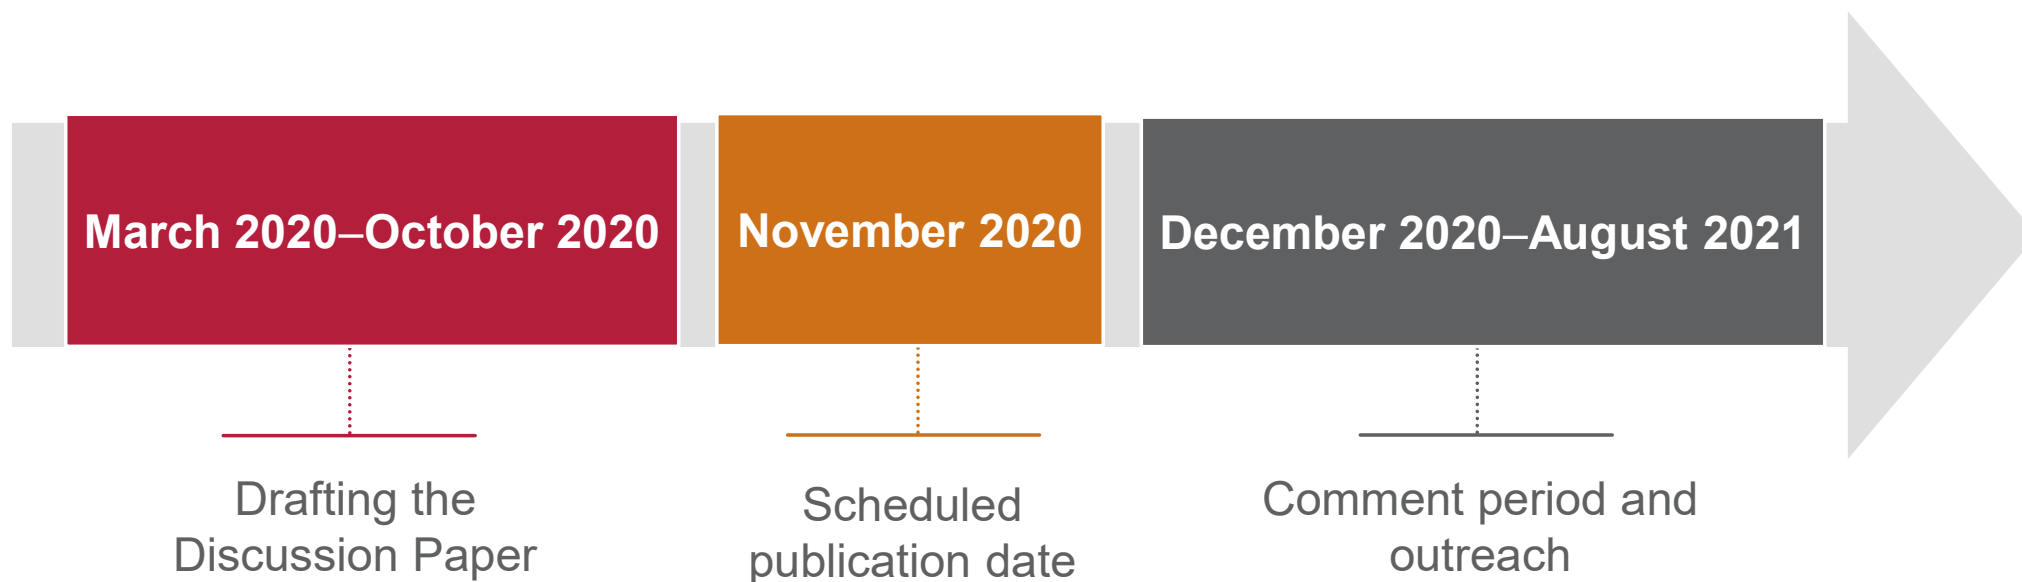 March 2020–October 2020
November 2020
December 2020–August 2021
Drafting the
Discussion Paper
Scheduled
publication date
Comment period and
outreach